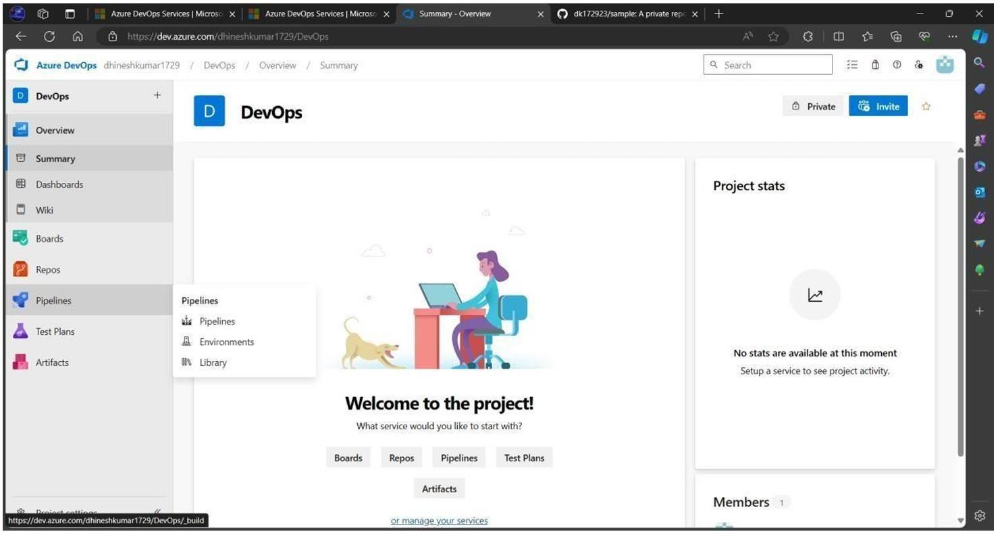 Azure DevOps Services | Microso
Azure DevOps Services | Microso
Summary - Overview
dk172923/sample: A private repo
https://dev.azure.com/dhineshkumar1729/DevOps
Azure DevOps dhineshkumar1729 / DevOps / Overview / Summary
Search
D DevOps +
D DevOps
Private
Invite
Overview
Summary
Dashboards
Wiki
Boards
Repos
Pipelines
Test Plans
Artifacts
Pipelines
Pipelines
Environments
Library
Welcome to the project!
What service would you like to start with?
Boards Repos Pipelines Test Plans
Artifacts
or manage your services
Project stats
No stats are available at this moment
Setup a service to see project activity.
Members 1
Project settings
https://dev.azure.com/dhineshkumar1729/DevOps/_build